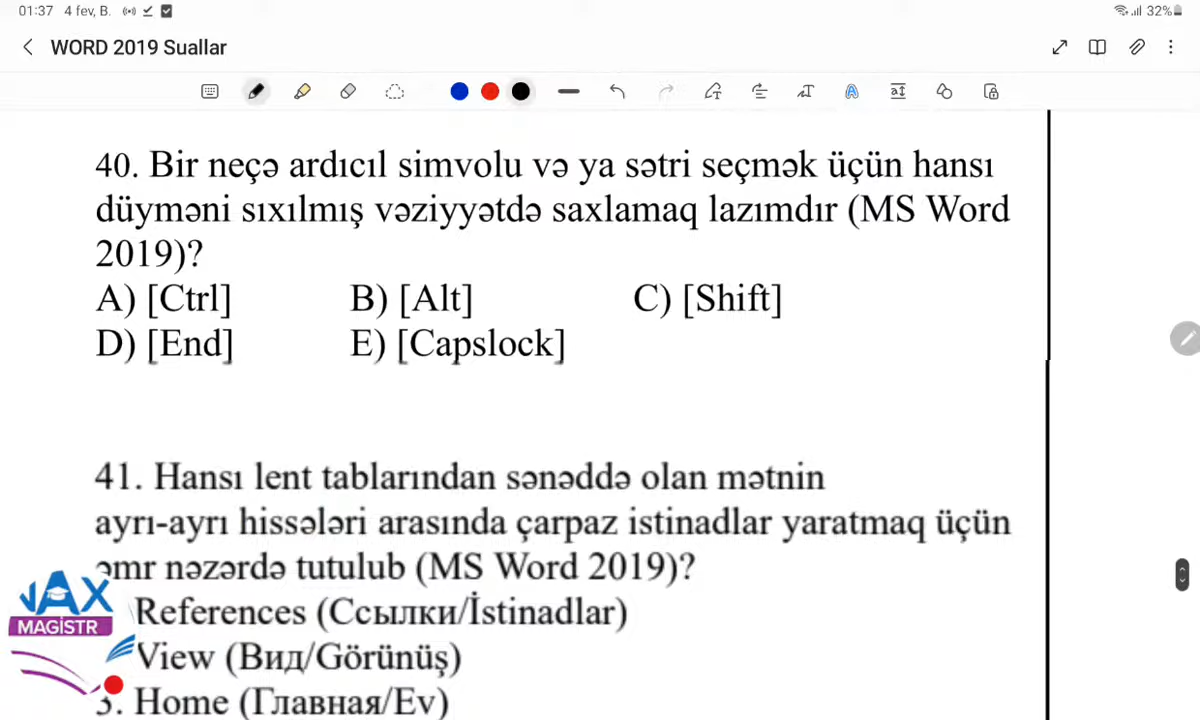 01:37 4 fev, B. 32%
WORD 2019 Suallar
40. Bir neçə ardıcıl simvolu və ya sətri seçmək üçün hansı
düyməni sıxılmış vəziyyətdə saxlamaq lazımdır (MS Word
2019)?
A) [Ctrl] B) [Alt] C) [Shift]
D) [End] E) [Capslock]
41. Hansı lent tablarından sənəddə olan mətnin
ayrı-ayrı hissələri arasında çarpaz istinadlar yaratmaq üçün
əmr nəzərdə tutulub (MS Word 2019)?
References (Ссылки/İstinadlar)
View (Вид/Görünüş)
3. Home (Главная/Ev)
JAX
MAGİSTR